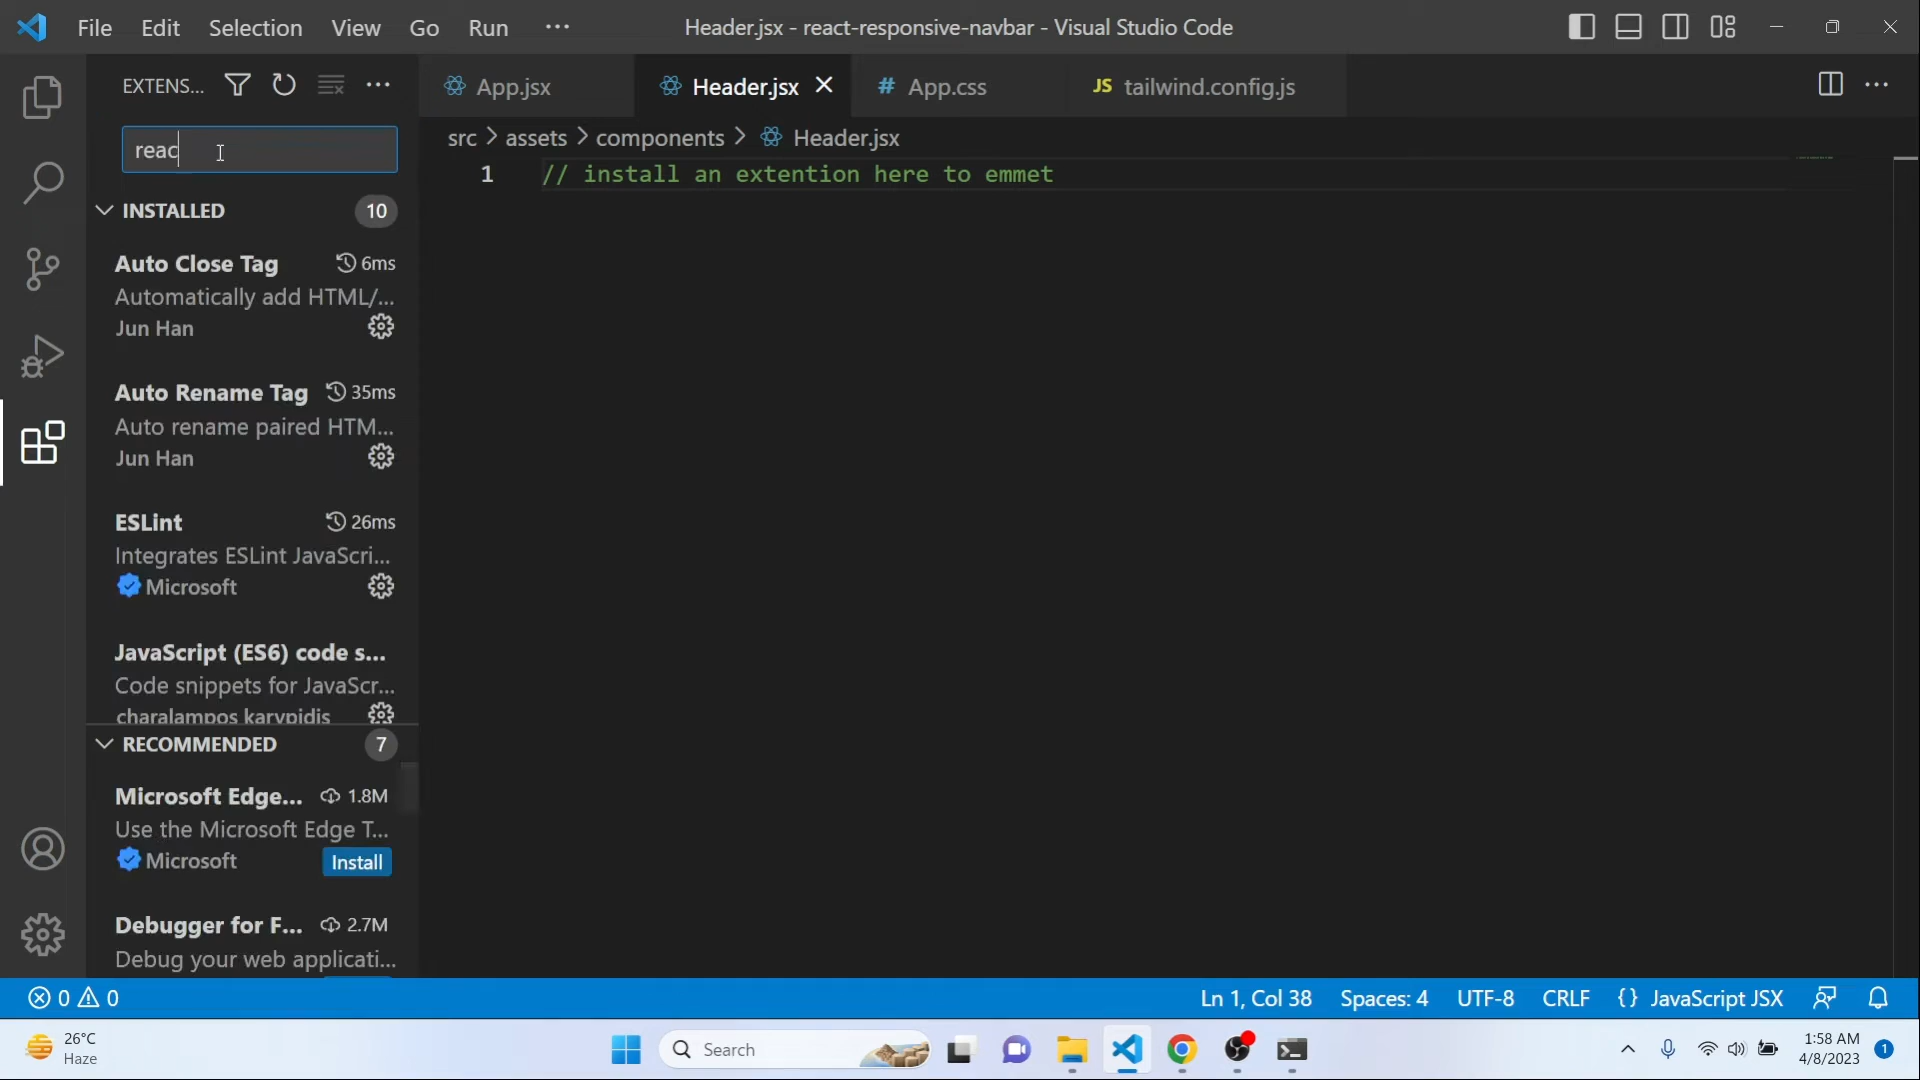 File Edit Selection View Go Run ··· Header.jsx - react-responsive-navbar - Visual Studio Code
EXTENS...
App.jsx Header.jsx # App.css JS tailwind.config.js
reac
src > assets > components > Header.jsx
1 // install an extention here to emmet
INSTALLED 10
Auto Close Tag 6ms
Automatically add HTML/...
Jun Han
Auto Rename Tag 35ms
Auto rename paired HTM...
Jun Han
ESLint 26ms
Integrates ESLint JavaScri...
Microsoft
JavaScript (ES6) code s...
Code snippets for JavaScr...
charalampos karypidis
RECOMMENDED 7
Microsoft Edge... 1.8M
Use the Microsoft Edge T...
Microsoft Install
Debugger for F... 2.7M
Debug your web applicati...
0 0 Ln 1, Col 38 Spaces: 4 UTF-8 CRLF {} JavaScript JSX
26°C
Haze
Search
1:58 AM
4/8/2023
1